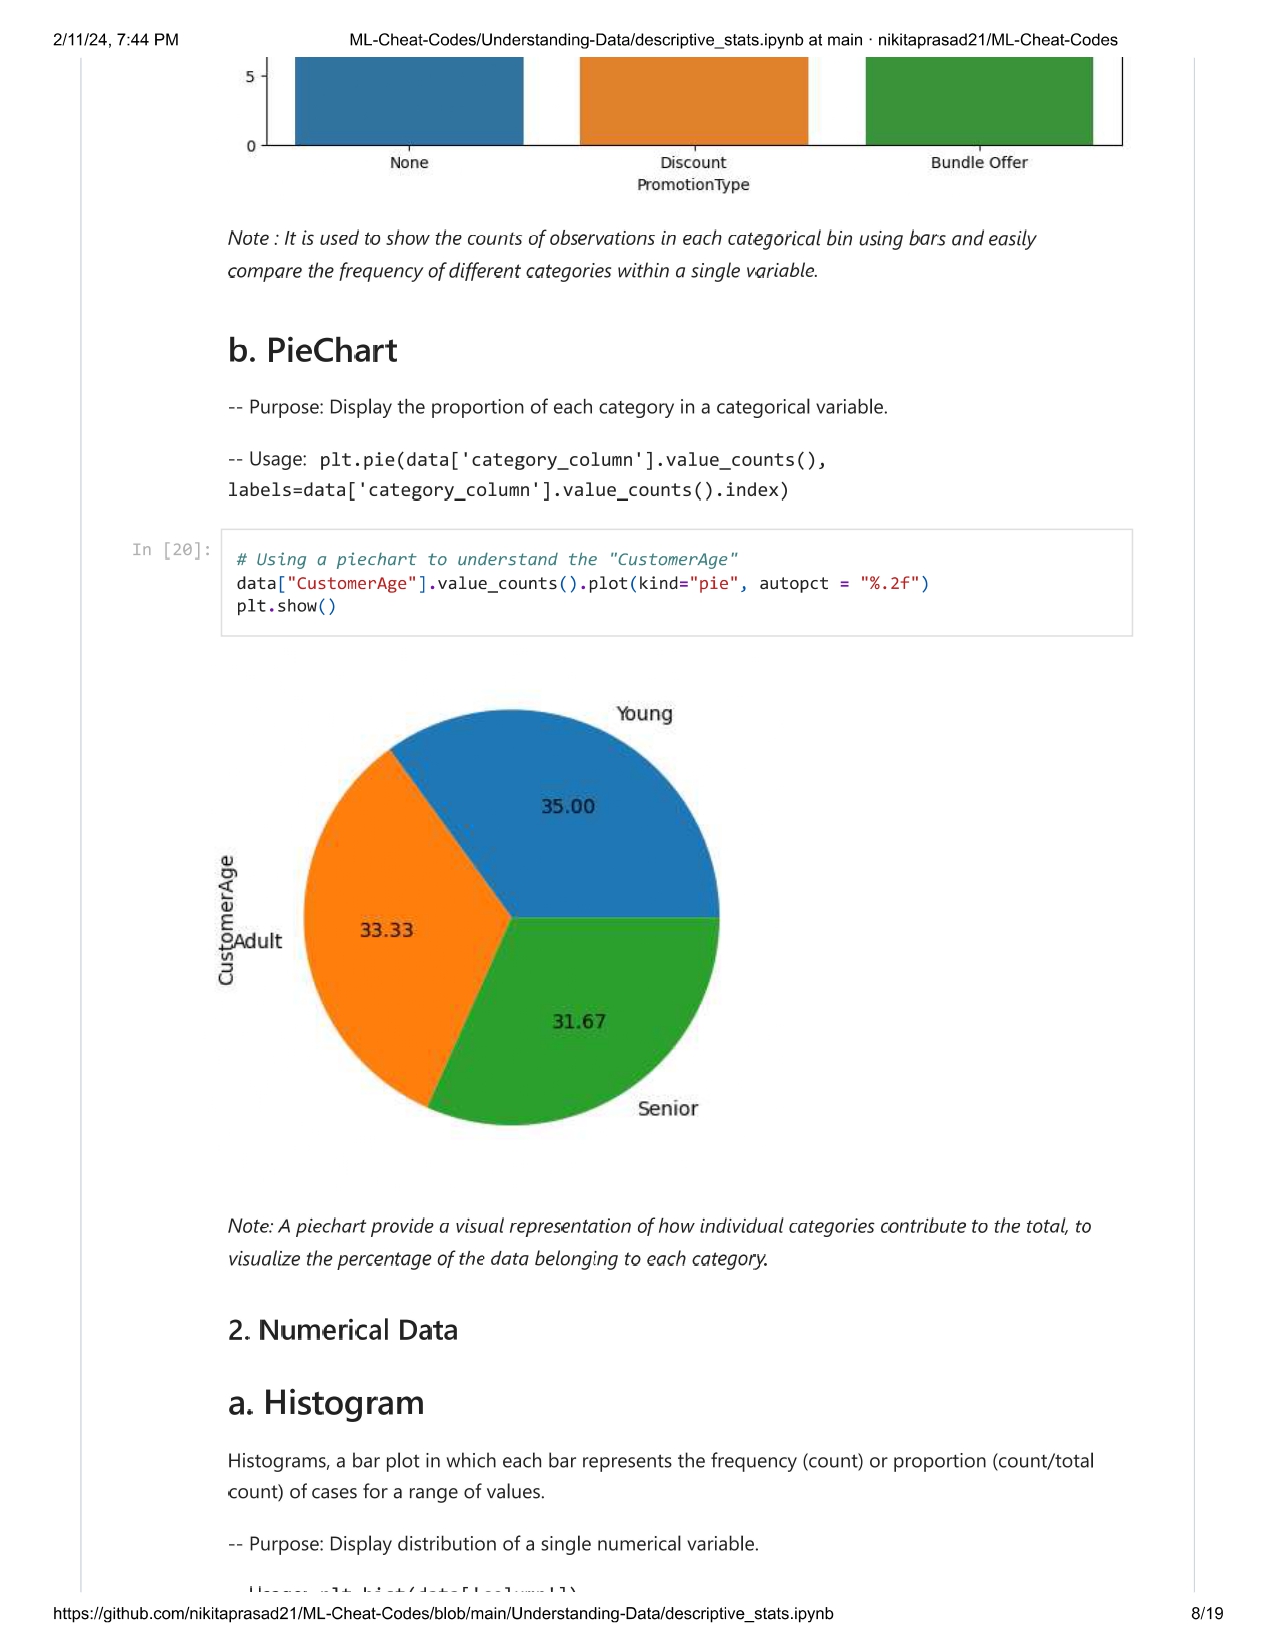 2/11/24, 7:44 PM
ML-Cheat-Codes/Understanding-Data/descriptive_stats.ipynb at main · nikitaprasad21/ML-Cheat-Codes
5
0
None
Discount
Bundle Offer
PromotionType
Note : It is used to show the counts of observations in each categorical bin using bars and easily
compare the frequency of different categories within a single variable.
b. PieChart
-- Purpose: Display the proportion of each category in a categorical variable.
-- Usage: plt.pie(data['category_column'].value_counts(),
labels=data['category_column'].value_counts().index)
In [20]:
# Using a piechart to understand the "CustomerAge"
data["CustomerAge"].value_counts().plot(kind="pie", autopct = "%.2f")
plt.show()
Young
35.00
CustomerAge
Adult
33.33
31.67
Senior
Note: A piechart provide a visual representation of how individual categories contribute to the total, to
visualize the percentage of the data belonging to each category.
2. Numerical Data
a. Histogram
Histograms, a bar plot in which each bar represents the frequency (count) or proportion (count/total
count) of cases for a range of values.
-- Purpose: Display distribution of a single numerical variable.
-- Usage: plt.hist(data['column'])
https://github.com/nikitaprasad21/ML-Cheat-Codes/blob/main/Understanding-Data/descriptive_stats.ipynb
8/19